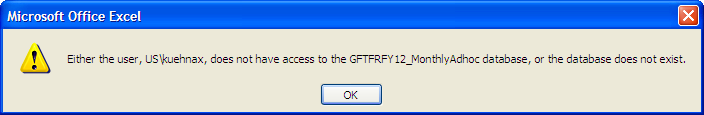 Microsoft Office Excel
Either the user, US\kuehnax, does not have access to the GFTFRFY12_MonthlyAdhoc database, or the database does not exist.
OK